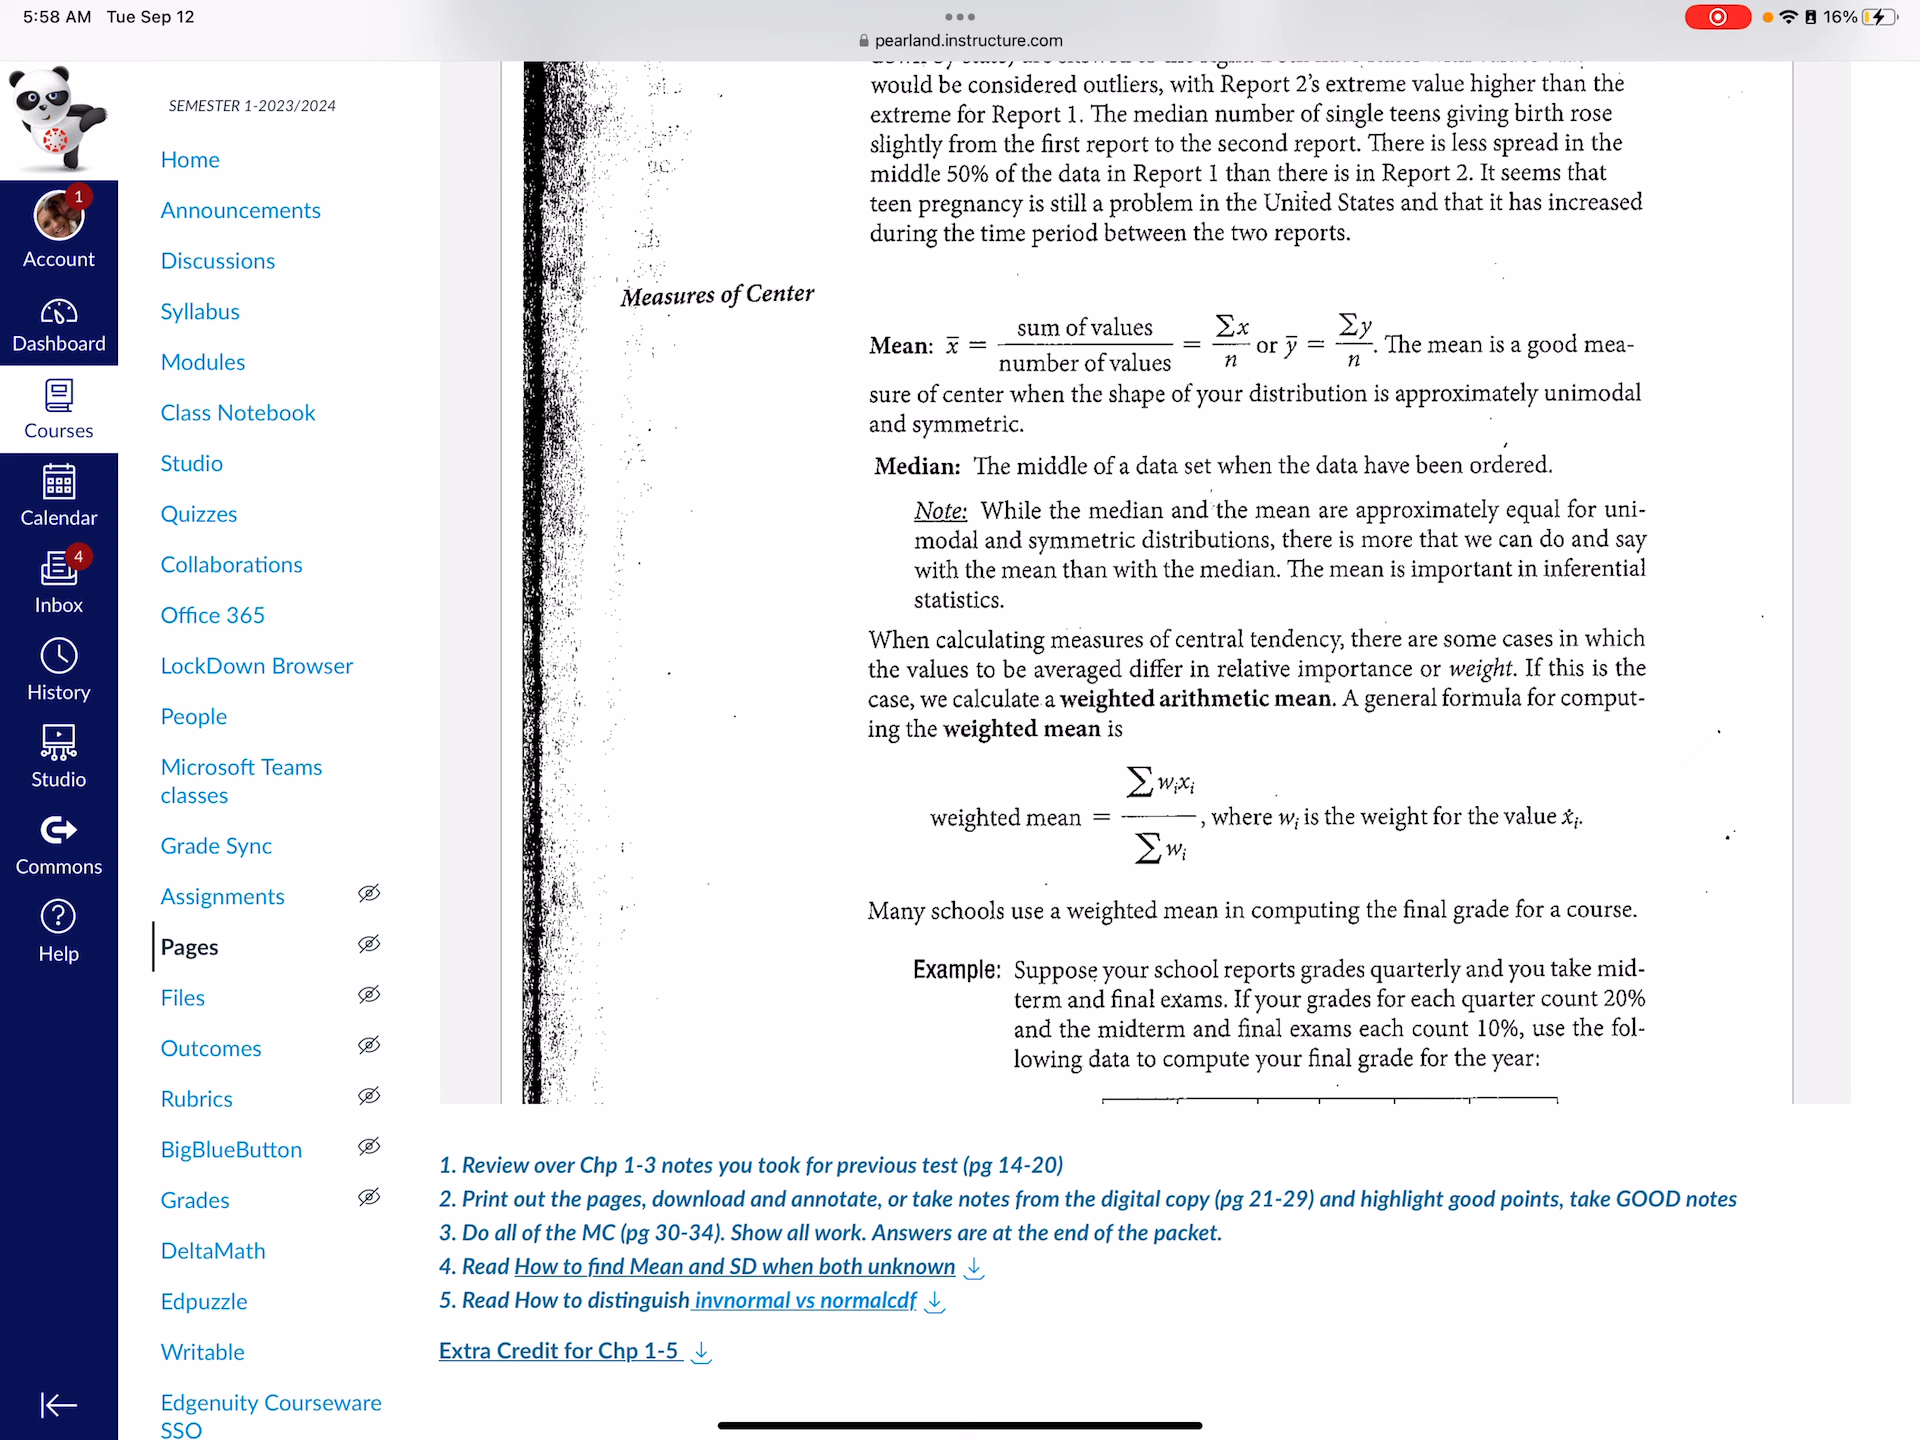 5:58 AM Tue Sep 12
16%
pearland.instructure.com
1
Account
Dashboard
Courses
Calendar
4
Inbox
History
Studio
Commons
Help
SEMESTER 1-2023/2024
Home
Announcements
Discussions
Syllabus
Modules
Class Notebook
Studio
Quizzes
Collaborations
Office 365
LockDown Browser
People
Microsoft Teams
classes
Grade Sync
Assignments
Pages
Files
Outcomes
Rubrics
BigBlueButton
Grades
DeltaMath
Edpuzzle
Writable
Edgenuity Courseware
SSO
would be considered outliers, with Report 2's extreme value higher than the
extreme for Report 1. The median number of single teens giving birth rose
slightly from the first report to the second report. There is less spread in the
middle 50% of the data in Report 1 than there is in Report 2. It seems that
teen pregnancy is still a problem in the United States and that it has increased
during the time period between the two reports.
Measures of Center
Mean: x̄ = sum of values / number of values = Σx / n or ȳ = Σy / n. The mean is a good mea-
sure of center when the shape of your distribution is approximately unimodal
and symmetric.
Median: The middle of a data set when the data have been ordered.
Note: While the median and the mean are approximately equal for uni-
modal and symmetric distributions, there is more that we can do and say
with the mean than with the median. The mean is important in inferential
statistics.
When calculating measures of central tendency, there are some cases in which
the values to be averaged differ in relative importance or weight. If this is the
case, we calculate a weighted arithmetic mean. A general formula for comput-
ing the weighted mean is
weighted mean = Σwᵢxᵢ / Σwᵢ, where wᵢ is the weight for the value xᵢ.
Many schools use a weighted mean in computing the final grade for a course.
Example: Suppose your school reports grades quarterly and you take mid-
term and final exams. If your grades for each quarter count 20%
and the midterm and final exams each count 10%, use the fol-
lowing data to compute your final grade for the year:
1. Review over Chp 1-3 notes you took for previous test (pg 14-20)
2. Print out the pages, download and annotate, or take notes from the digital copy (pg 21-29) and highlight good points, take GOOD notes
3. Do all of the MC (pg 30-34). Show all work. Answers are at the end of the packet.
4. Read How to find Mean and SD when both unknown
5. Read How to distinguish invnormal vs normalcdf
Extra Credit for Chp 1-5